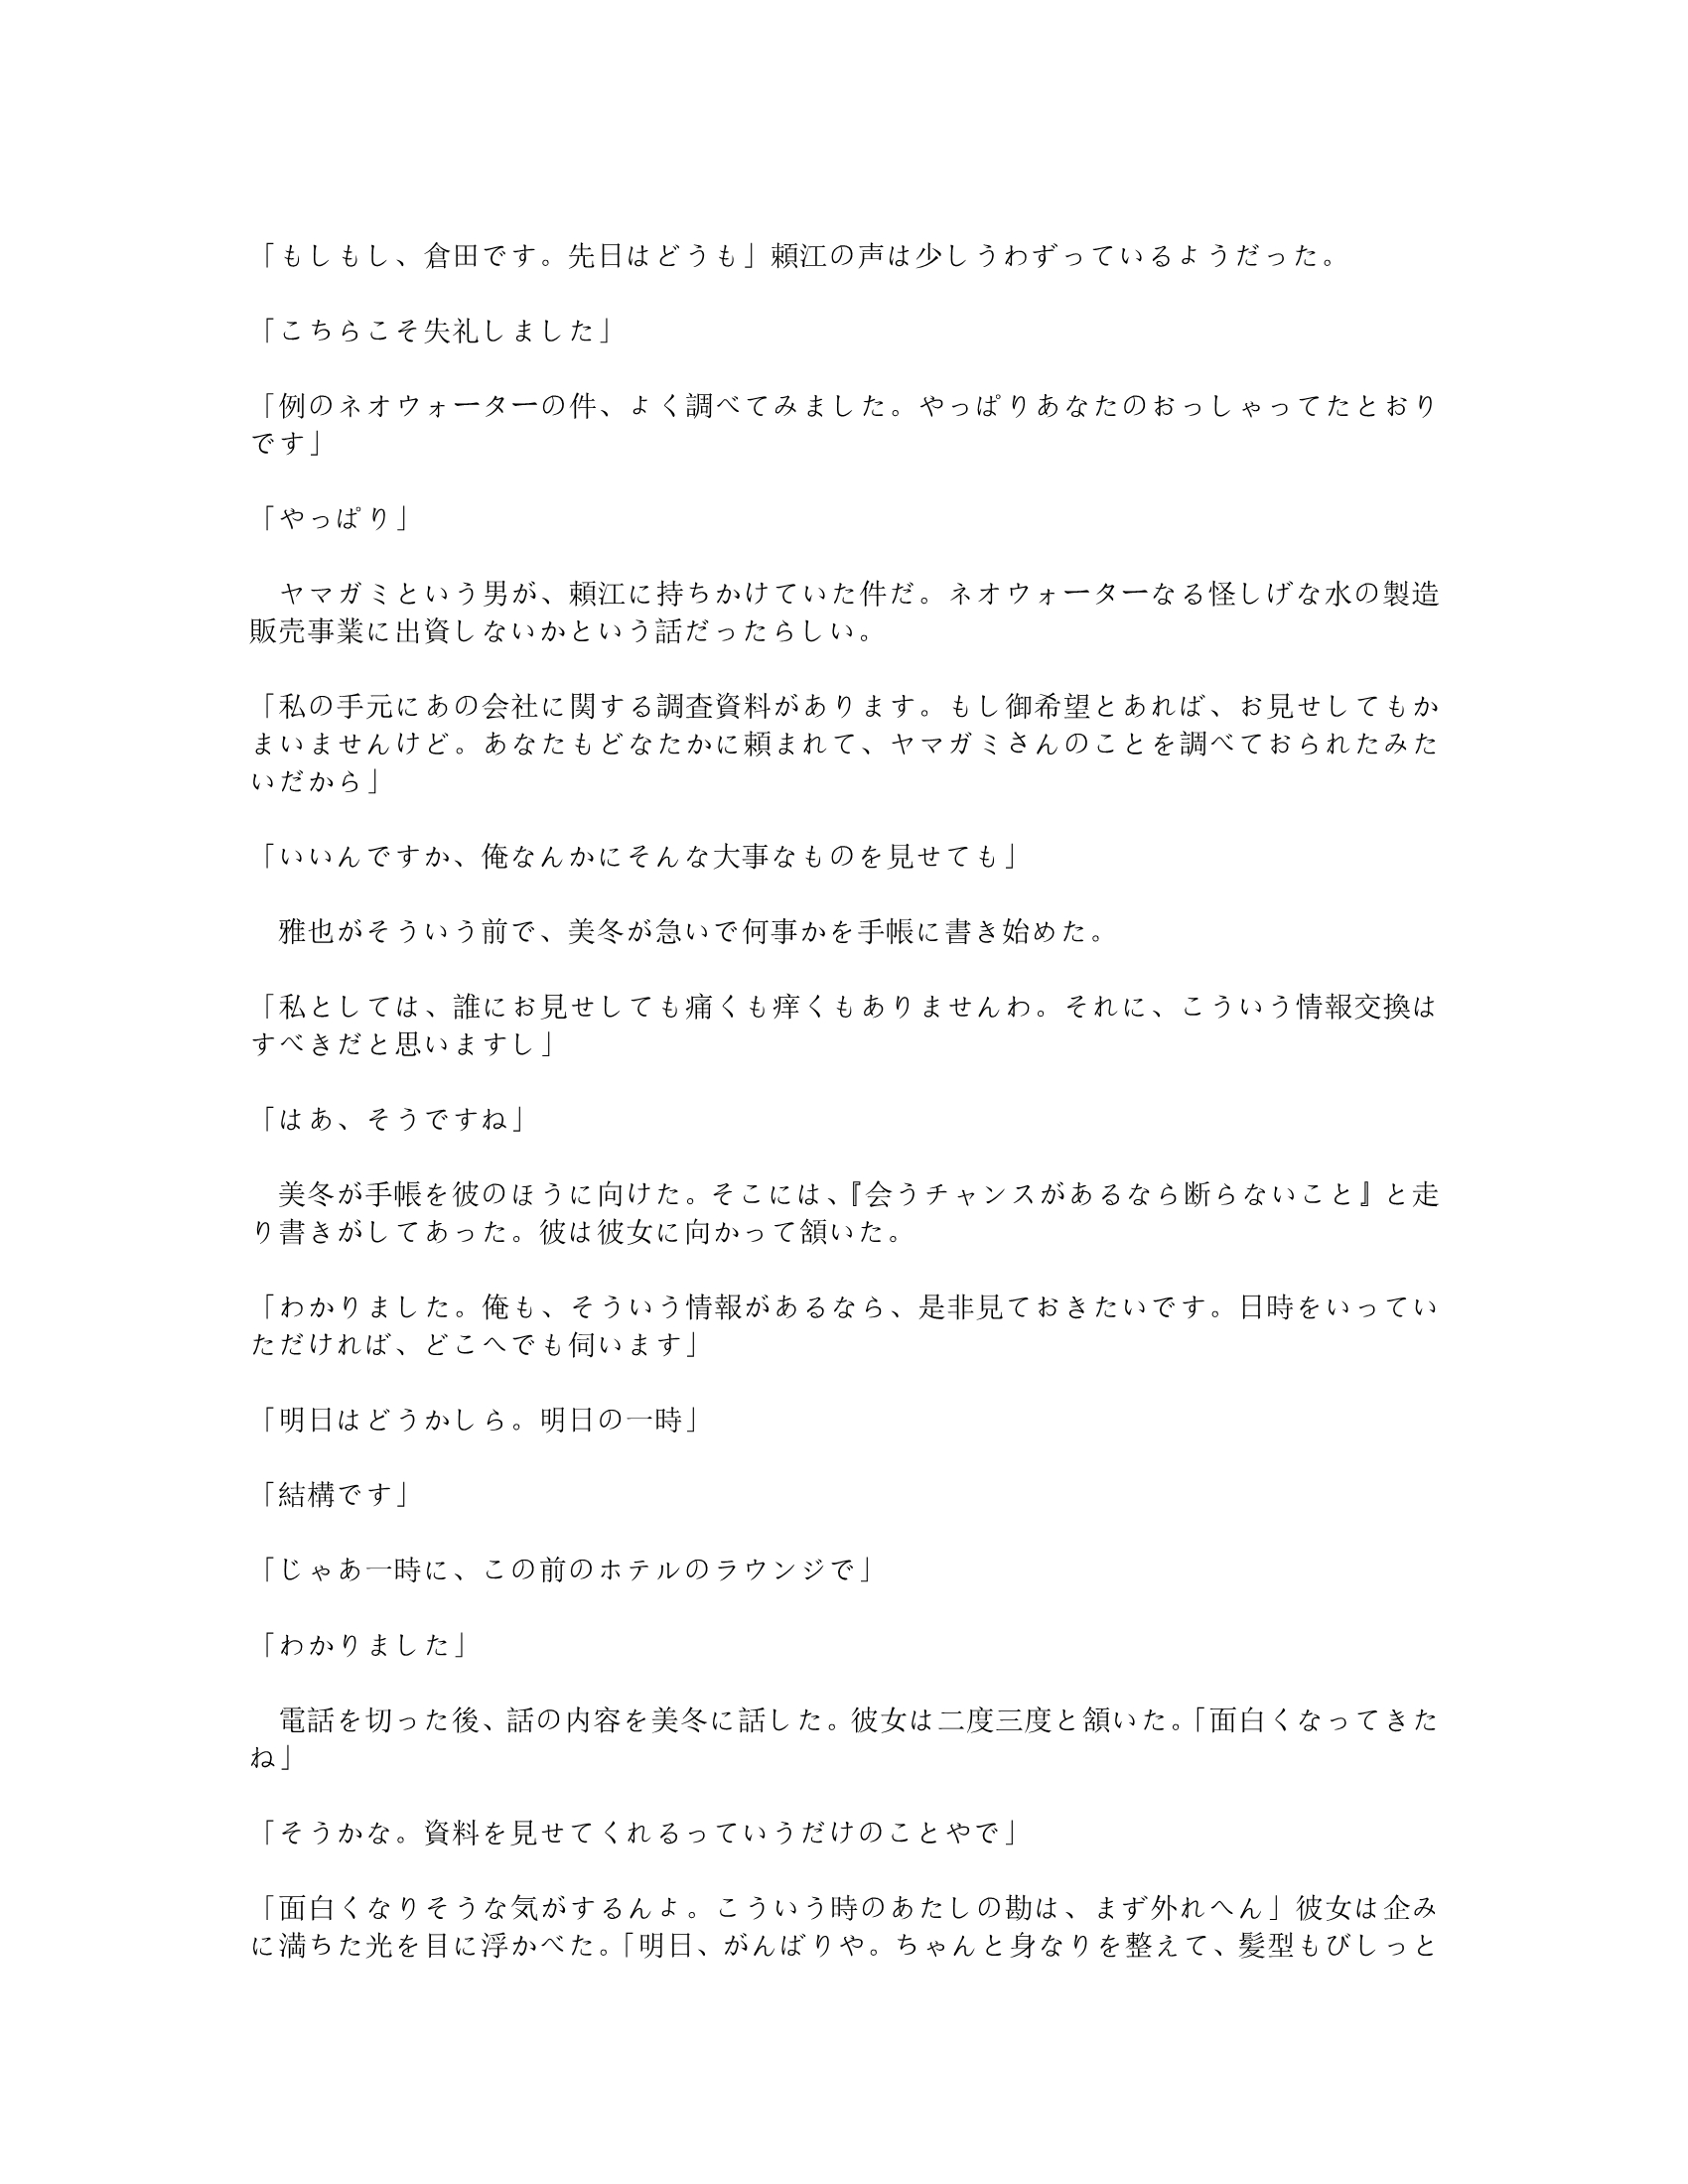 「もしもし、倉田です。先日はどうも」頼江の声は少しうわずっているようだった。
「こちらこそ失礼しました」
「例のネオウォーターの件、よく調べてみました。やっぱりあなたのおっしゃってたとおり
です」
「やっぱり」
　ヤマガミという男が、頼江に持ちかけていた件だ。ネオウォーターなる怪しげな水の製造
販売事業に出資しないかという話だったらしい。
「私の手元にあの会社に関する調査資料があります。もし御希望とあれば、お見せしてもか
まいませんけど。あなたもどなたかに頼まれて、ヤマガミさんのことを調べておられたみた
いだから」
「いいんですか、俺なんかにそんな大事なものを見せても」
　雅也がそういう前で、美冬が急いで何事かを手帳に書き始めた。
「私としては、誰にお見せしても痛くも痒くもありませんわ。それに、こういう情報交換は
すべきだと思いますし」
「はあ、そうですね」
　美冬が手帳を彼のほうに向けた。そこには、『会うチャンスがあるなら断らないこと』と走
り書きがしてあった。彼は彼女に向かって頷いた。
「わかりました。俺も、そういう情報があるなら、是非見ておきたいです。日時をいってい
ただければ、どこへでも伺います」
「明日はどうかしら。明日の一時」
「結構です」
「じゃあ一時に、この前のホテルのラウンジで」
「わかりました」
　電話を切った後、話の内容を美冬に話した。彼女は二度三度と頷いた。「面白くなってきた
ね」
「そうかな。資料を見せてくれるっていうだけのことやで」
「面白くなりそうな気がするんよ。こういう時のあたしの勘は、まず外れへん」彼女は企み
に満ちた光を目に浮かべた。「明日、がんばりや。ちゃんと身なりを整えて、髪型もびしっと